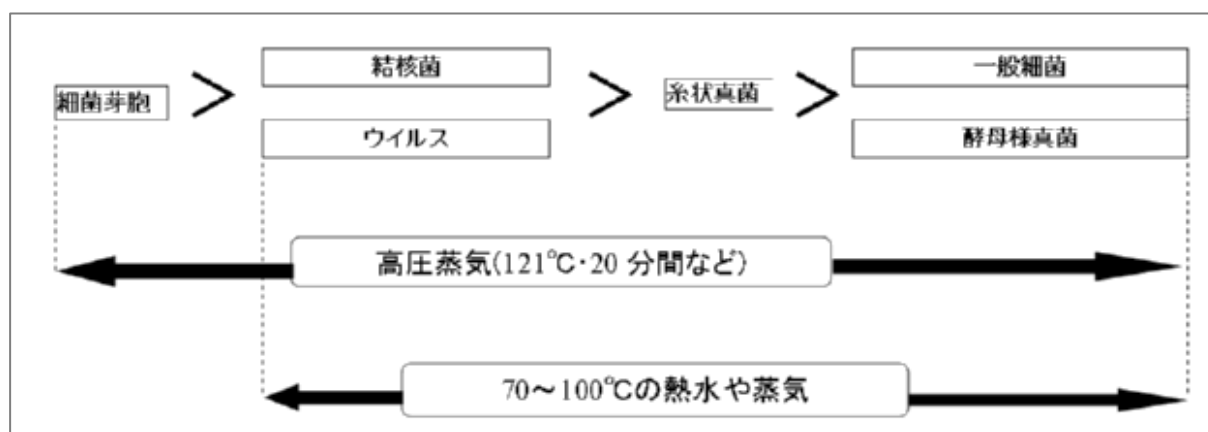 細菌芽胞 > 結核菌 > 糸状真菌 > 一般細菌
ウイルス 酵母様真菌
高圧蒸気(121℃・20 分間など)
70～100℃の熱水や蒸気